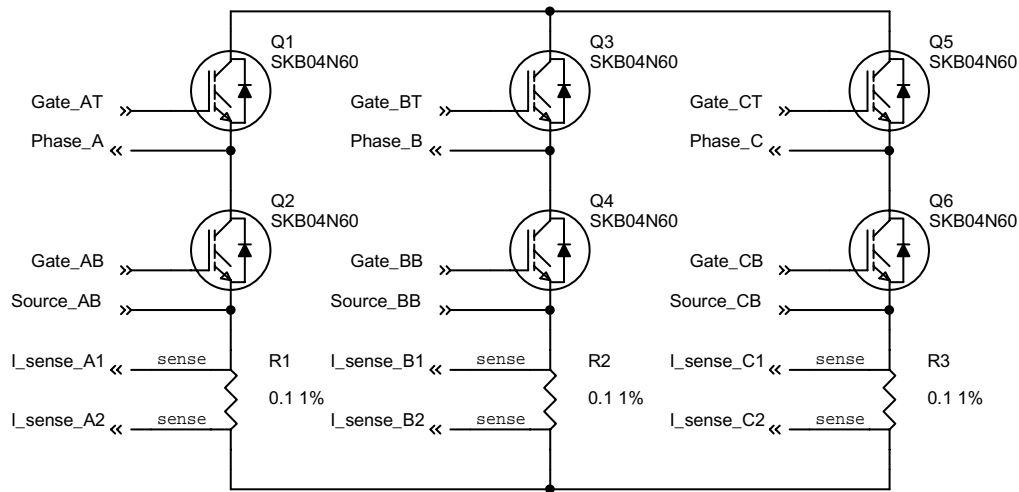 Q1
SKB04N60
Q3
SKB04N60
Q5
SKB04N60
Gate_AT
Gate_BT
Gate_CT
Phase_A
Phase_B
Phase_C
Q2
SKB04N60
Q4
SKB04N60
Q6
SKB04N60
Gate_AB
Gate_BB
Gate_CB
Source_AB
Source_BB
Source_CB
I_sense_A1
sense
R1
I_sense_B1
sense
R2
I_sense_C1
sense
R3
0.1 1%
0.1 1%
0.1 1%
I_sense_A2
sense
I_sense_B2
sense
I_sense_C2
sense